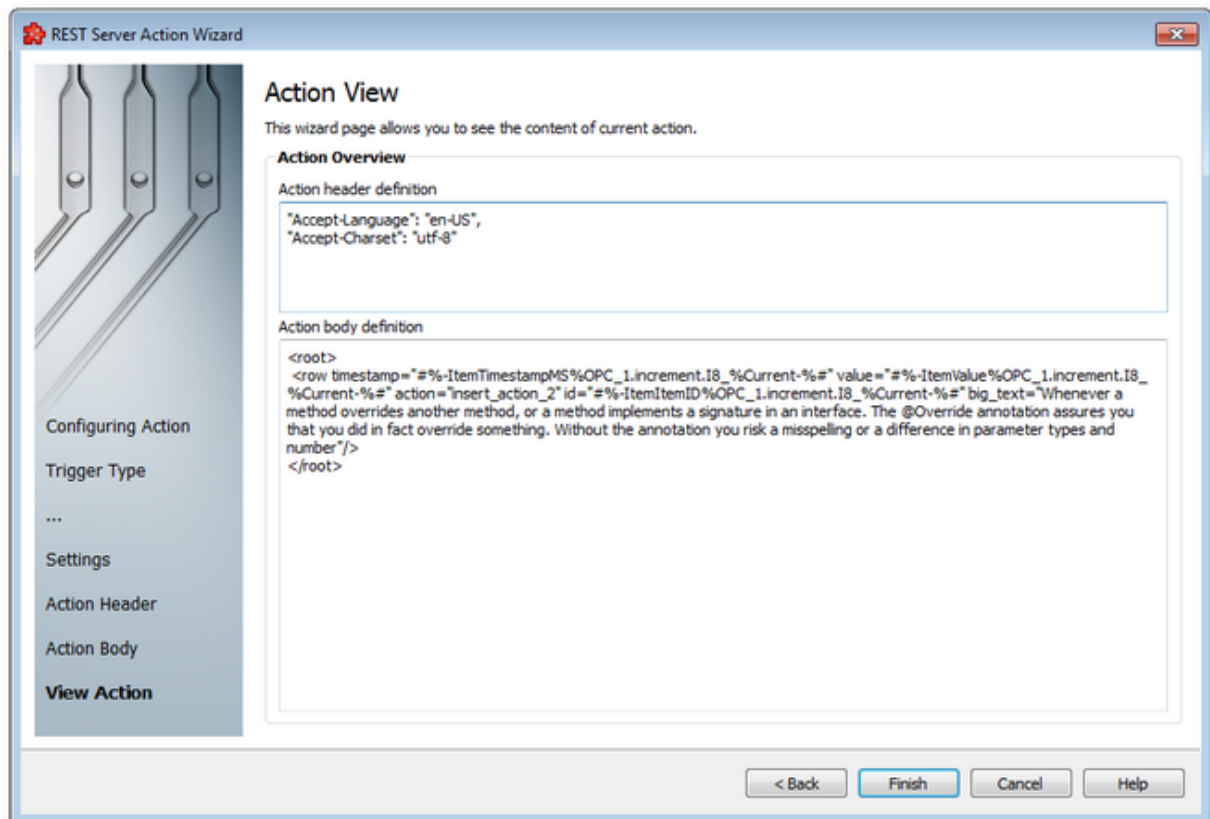 REST Server Action Wizard
Action View
This wizard page allows you to see the content of current action.
Action Overview
Action header definition
"Accept-Language": "en-US",
"Accept-Charset": "utf-8"
Action body definition
<root>
<row timestamp="#%-ItemTimestampMS%OPC_1.increment.I8_%Current-%#" value="#%-ItemValue%OPC_1.increment.I8_
%Current-%#" action="insert_action_2" id="#%-ItemItemID%OPC_1.increment.I8_%Current-%#" big_text="Whenever a
method overrides another method, or a method implements a signature in an interface. The @Override annotation assures you
that you did in fact override something. Without the annotation you risk a misspelling or a difference in parameter types and
number"/>
</root>
Configuring Action
Trigger Type
...
Settings
Action Header
Action Body
View Action
< Back
Finish
Cancel
Help